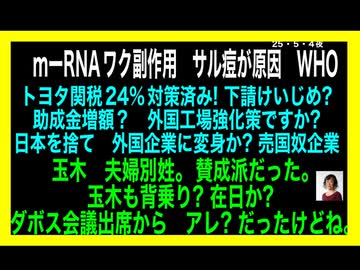 25・5・4夜
mーRNAワク副作用　サル痘が原因　WHO
トヨタ関税24%対策済み!下請けいじめ?
助成金増額?　外国工場強化策ですか?
日本を捨て　外国企業に変身か?売国奴企業
玉木　夫婦別姓。賛成派だった。
玉木も背乗り?在日か?
ダボス会議出席から　アレ?だったけどね。